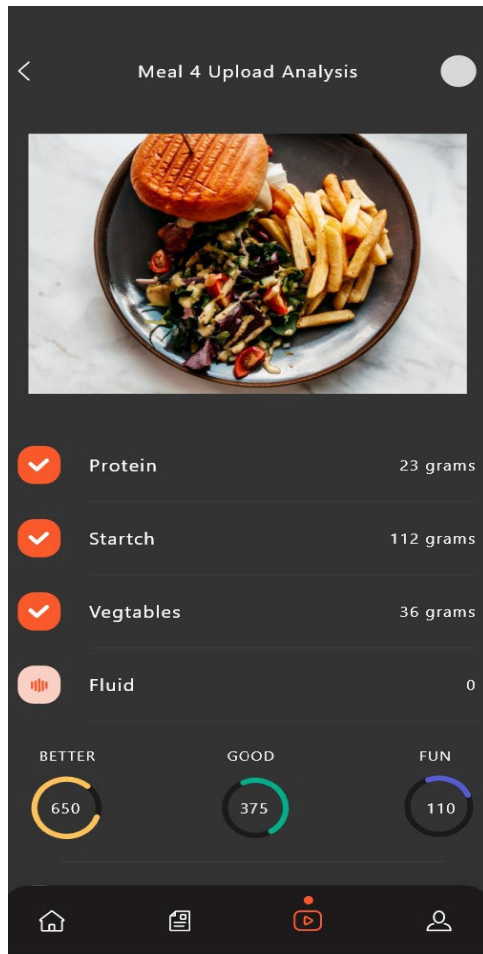 Meal 4 Upload Analysis
Protein 23 grams
Startch 112 grams
Vegtables 36 grams
Fluid 0
BETTER GOOD FUN
650 375 110